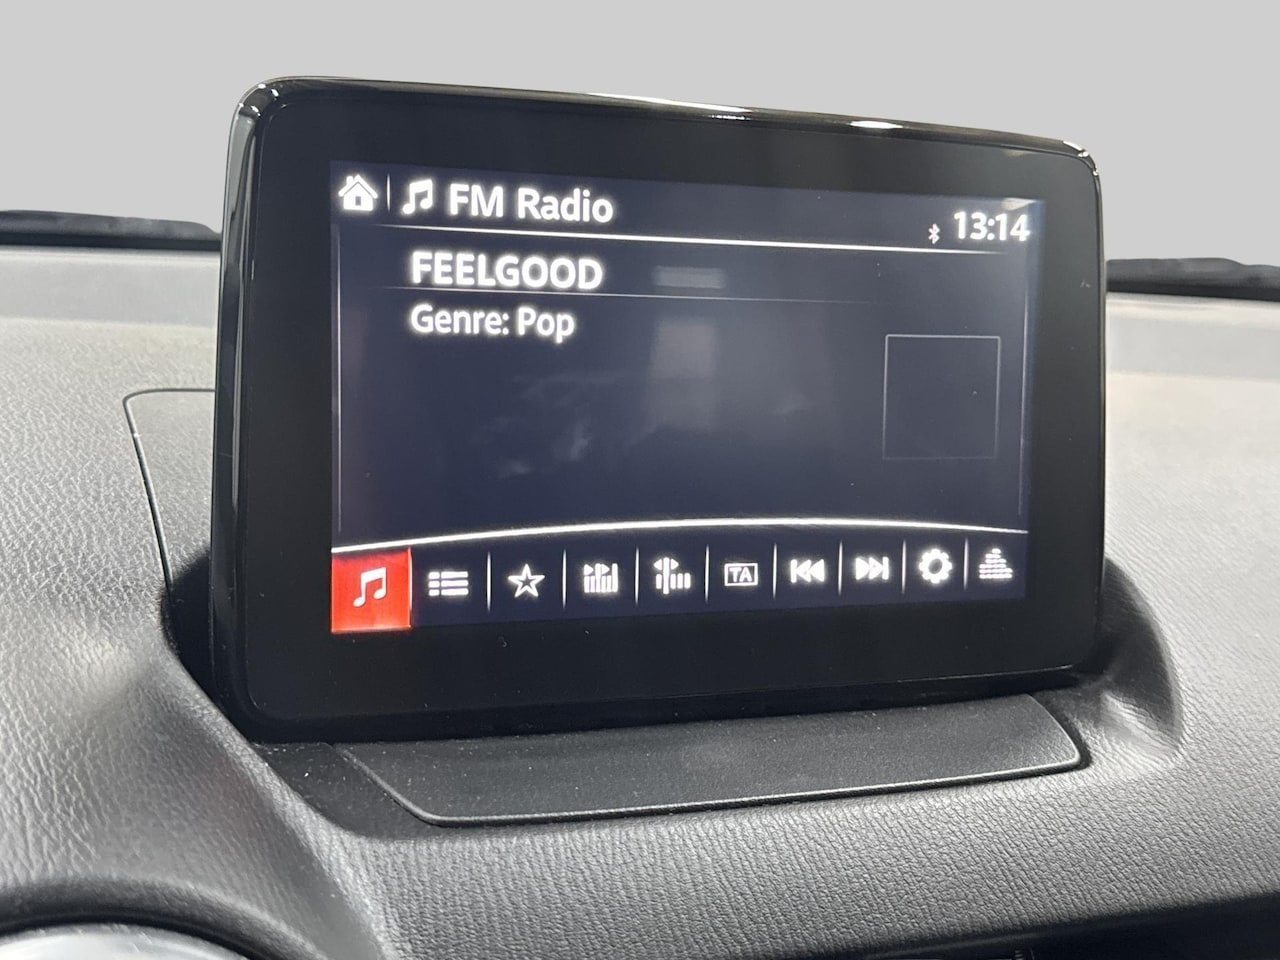 FM Radio
13:14
FEELGOOD
Genre: Pop
TA